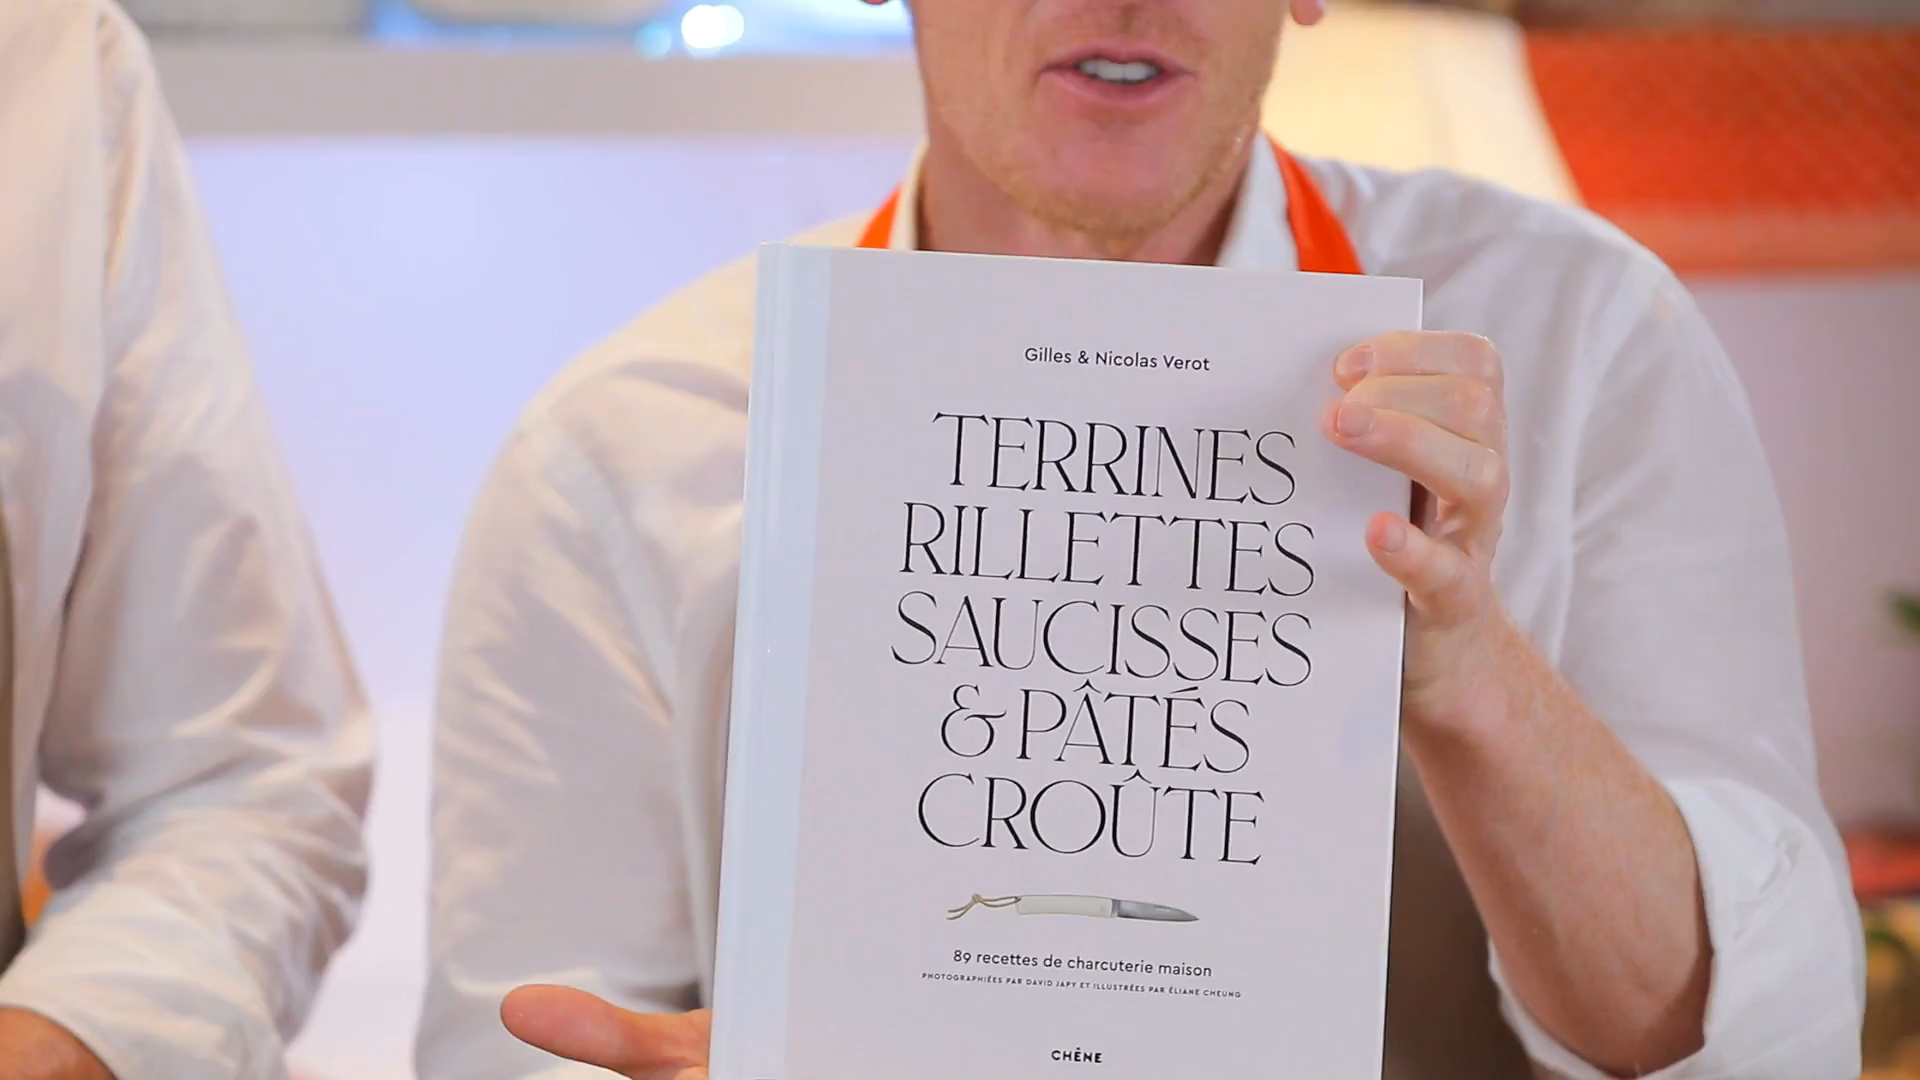 Gilles & Nicolas Verot
TERRINES
RILLETTES
SAUCISSES
& PÂTÉS
CROÛTE
89 recettes de charcuterie maison
PHOTOGRAPHIÉES PAR DAVID JAPY ET ILLUSTRÉES PAR ÉLIANE CHEUNG
CHÊNE